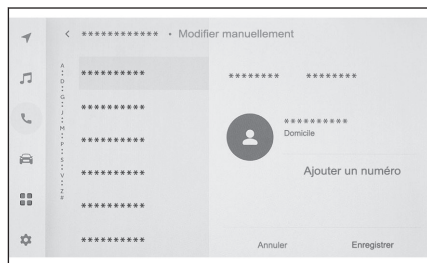 < ************ • Modifier manuellement
A
•
D
•
G
•
J
•
M
•
P
•
S
•
V
•
Z
#
**********
**********
**********
**********
**********
**********
******** ********
**********
Domicile
Ajouter un numéro
Annuler Enregistrer